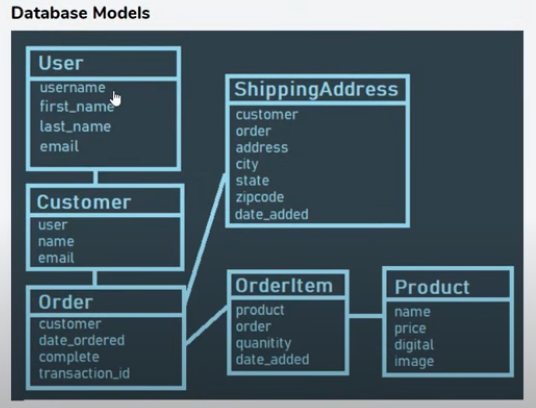 Database Models
User
username
first_name
last_name
email
Customer
user
name
email
Order
customer
date_ordered
complete
transaction_id
ShippingAddress
customer
order
address
city
state
zipcode
date_added
OrderItem
product
order
quanitity
date_added
Product
name
price
digital
image